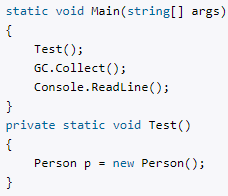 static void Main(string[] args)
{
    Test();
    GC.Collect();
    Console.ReadLine();
}
private static void Test()
{
    Person p = new Person();
}